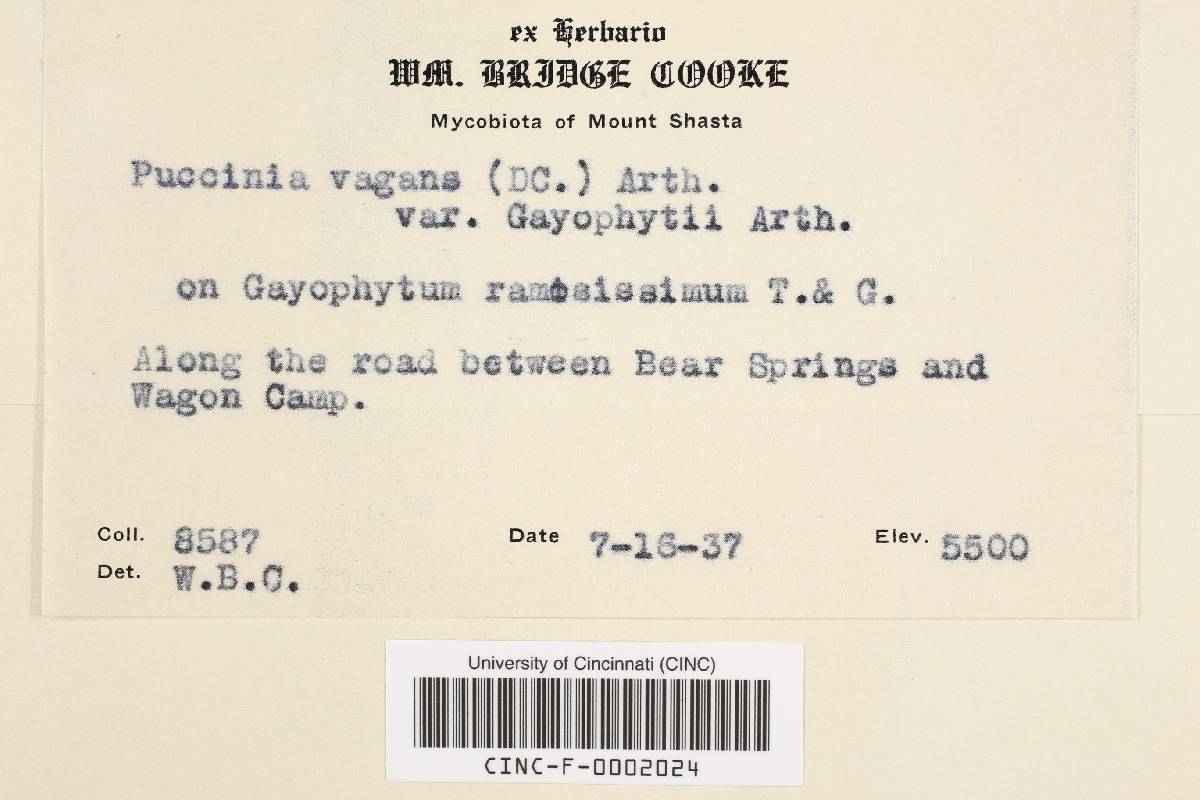 ex Herbario
WM. BRIDGE COOKE
Mycobiota of Mount Shasta
Puccinia vagans (DC.) Arth.
var. Gayophytii Arth.
on Gayophytum ramosissimum T.& G.
Along the road between Bear Springs and
Wagon Camp.
Coll. 8587 Date 7-16-37 Elev. 5500
Det. W.B.C.
University of Cincinnati (CINC)
CINC-F-0002024